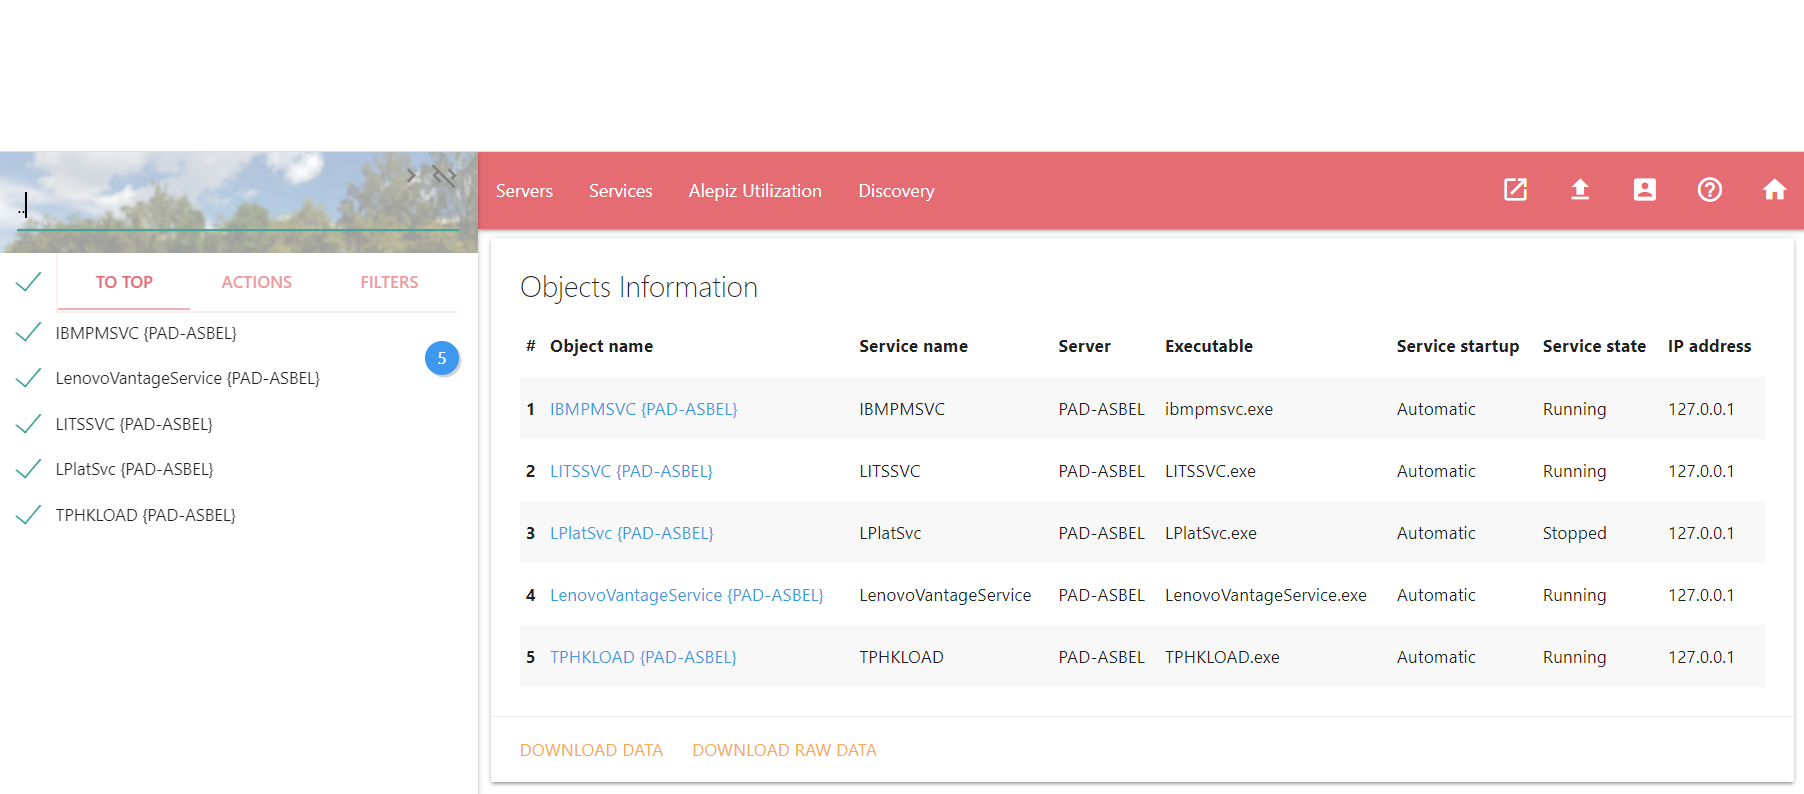 ..
Servers Services Alepiz Utilization Discovery
TO TOP ACTIONS FILTERS
IBMPMSVC {PAD-ASBEL}
5
LenovoVantageService {PAD-ASBEL}
LITSSVC {PAD-ASBEL}
LPlatSvc {PAD-ASBEL}
TPHKLOAD {PAD-ASBEL}
Objects Information
# Object name Service name Server Executable Service startup Service state IP address
1 IBMPMSVC {PAD-ASBEL} IBMPMSVC PAD-ASBEL ibmpmsvc.exe Automatic Running 127.0.0.1
2 LITSSVC {PAD-ASBEL} LITSSVC PAD-ASBEL LITSSVC.exe Automatic Running 127.0.0.1
3 LPlatSvc {PAD-ASBEL} LPlatSvc PAD-ASBEL LPlatSvc.exe Automatic Stopped 127.0.0.1
4 LenovoVantageService {PAD-ASBEL} LenovoVantageService PAD-ASBEL LenovoVantageService.exe Automatic Running 127.0.0.1
5 TPHKLOAD {PAD-ASBEL} TPHKLOAD PAD-ASBEL TPHKLOAD.exe Automatic Running 127.0.0.1
DOWNLOAD DATA DOWNLOAD RAW DATA